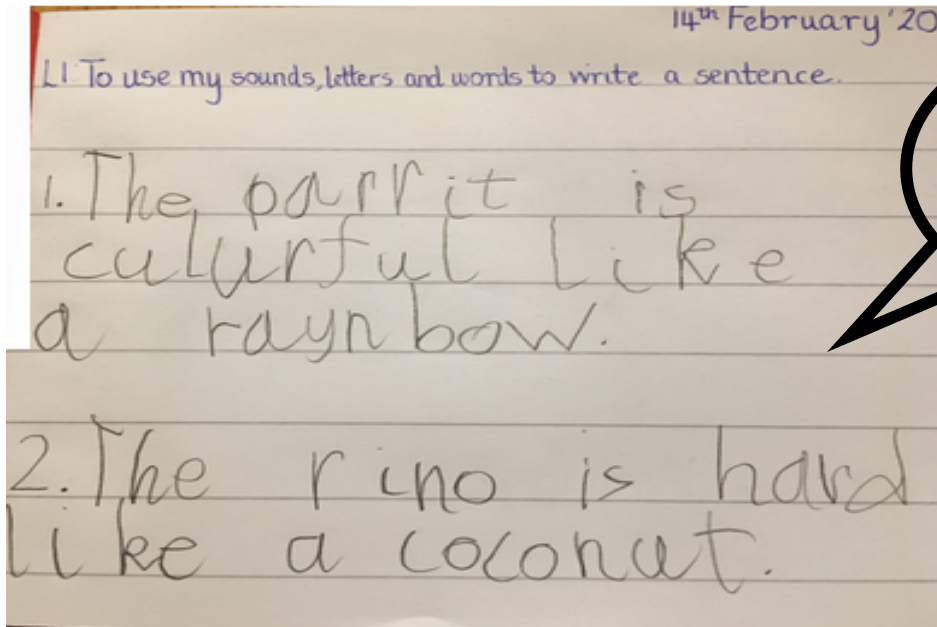 14th February '20
LI To use my sounds, letters and words to write a sentence.
1. The parrit is
culurful like
a raynbow.
2. The rino is hard
like a coconut.